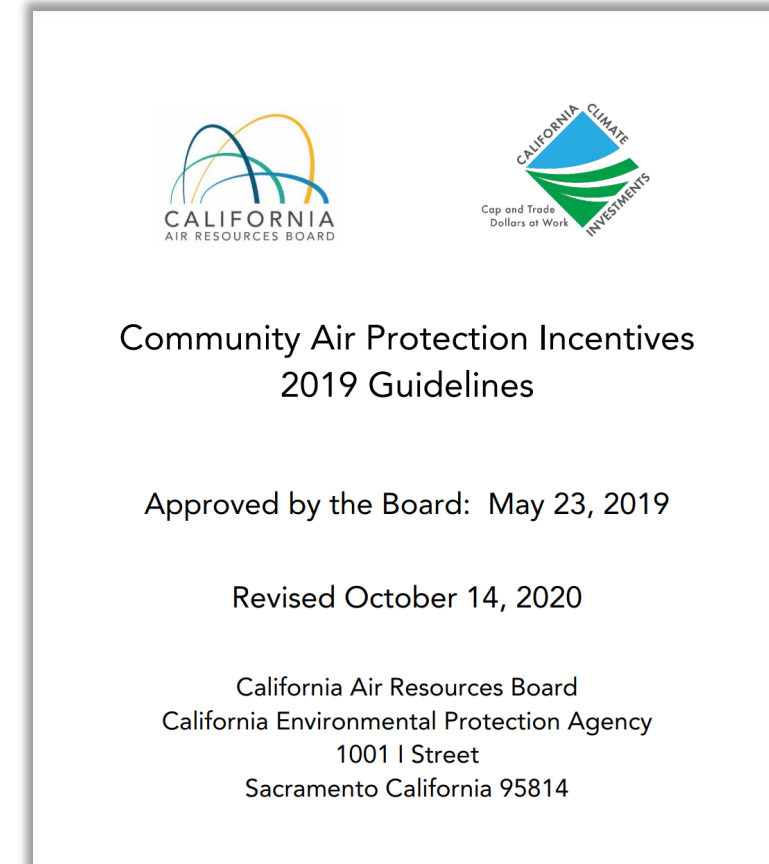 CALIFORNIA
AIR RESOURCES BOARD
CALIFORNIA CLIMATE
INVESTMENTS
Cap and Trade
Dollars at Work
Community Air Protection Incentives
2019 Guidelines
Approved by the Board:  May 23, 2019
Revised October 14, 2020
California Air Resources Board
California Environmental Protection Agency
1001 I Street
Sacramento California 95814